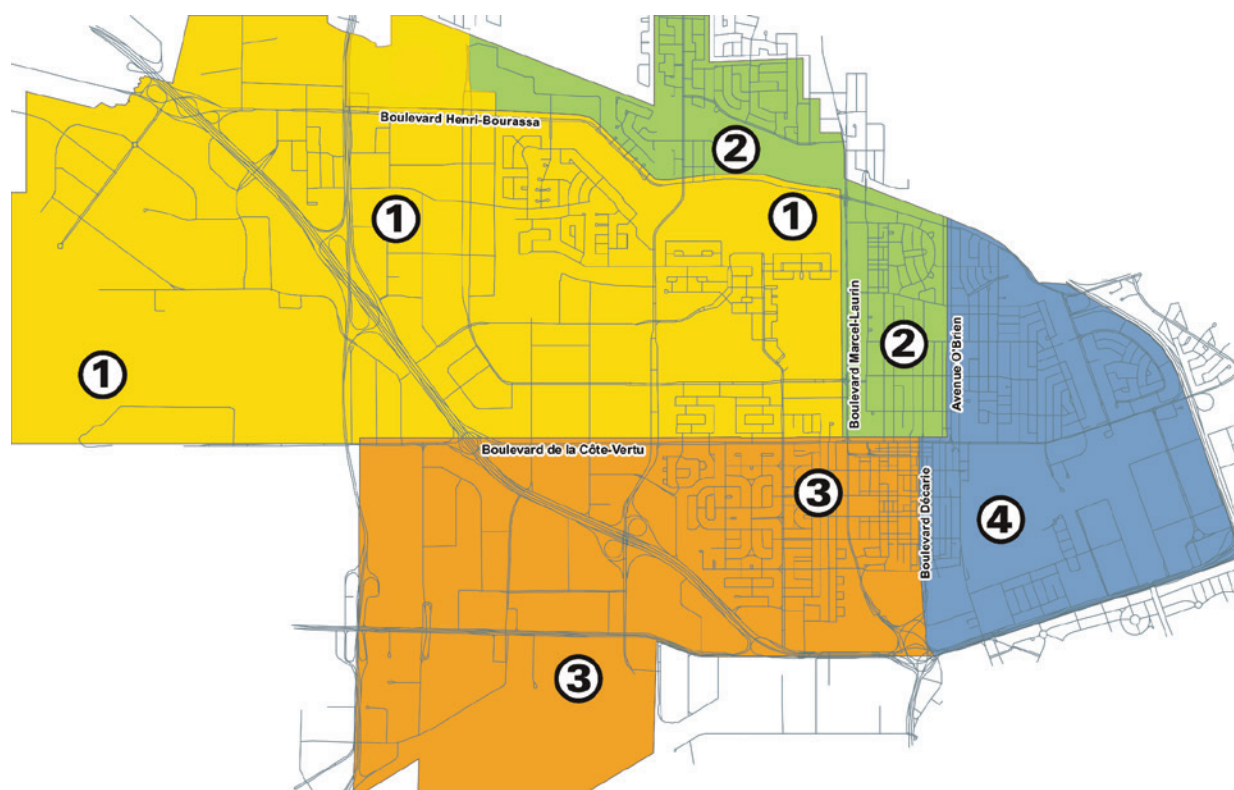 Boulevard Henri-Bourassa
2
1
1
Boulevard Marcel-Laurin
2
Avenue O'Brien
1
Boulevard de la Côte-Vertu
3
Boulevard Décarie
4
3